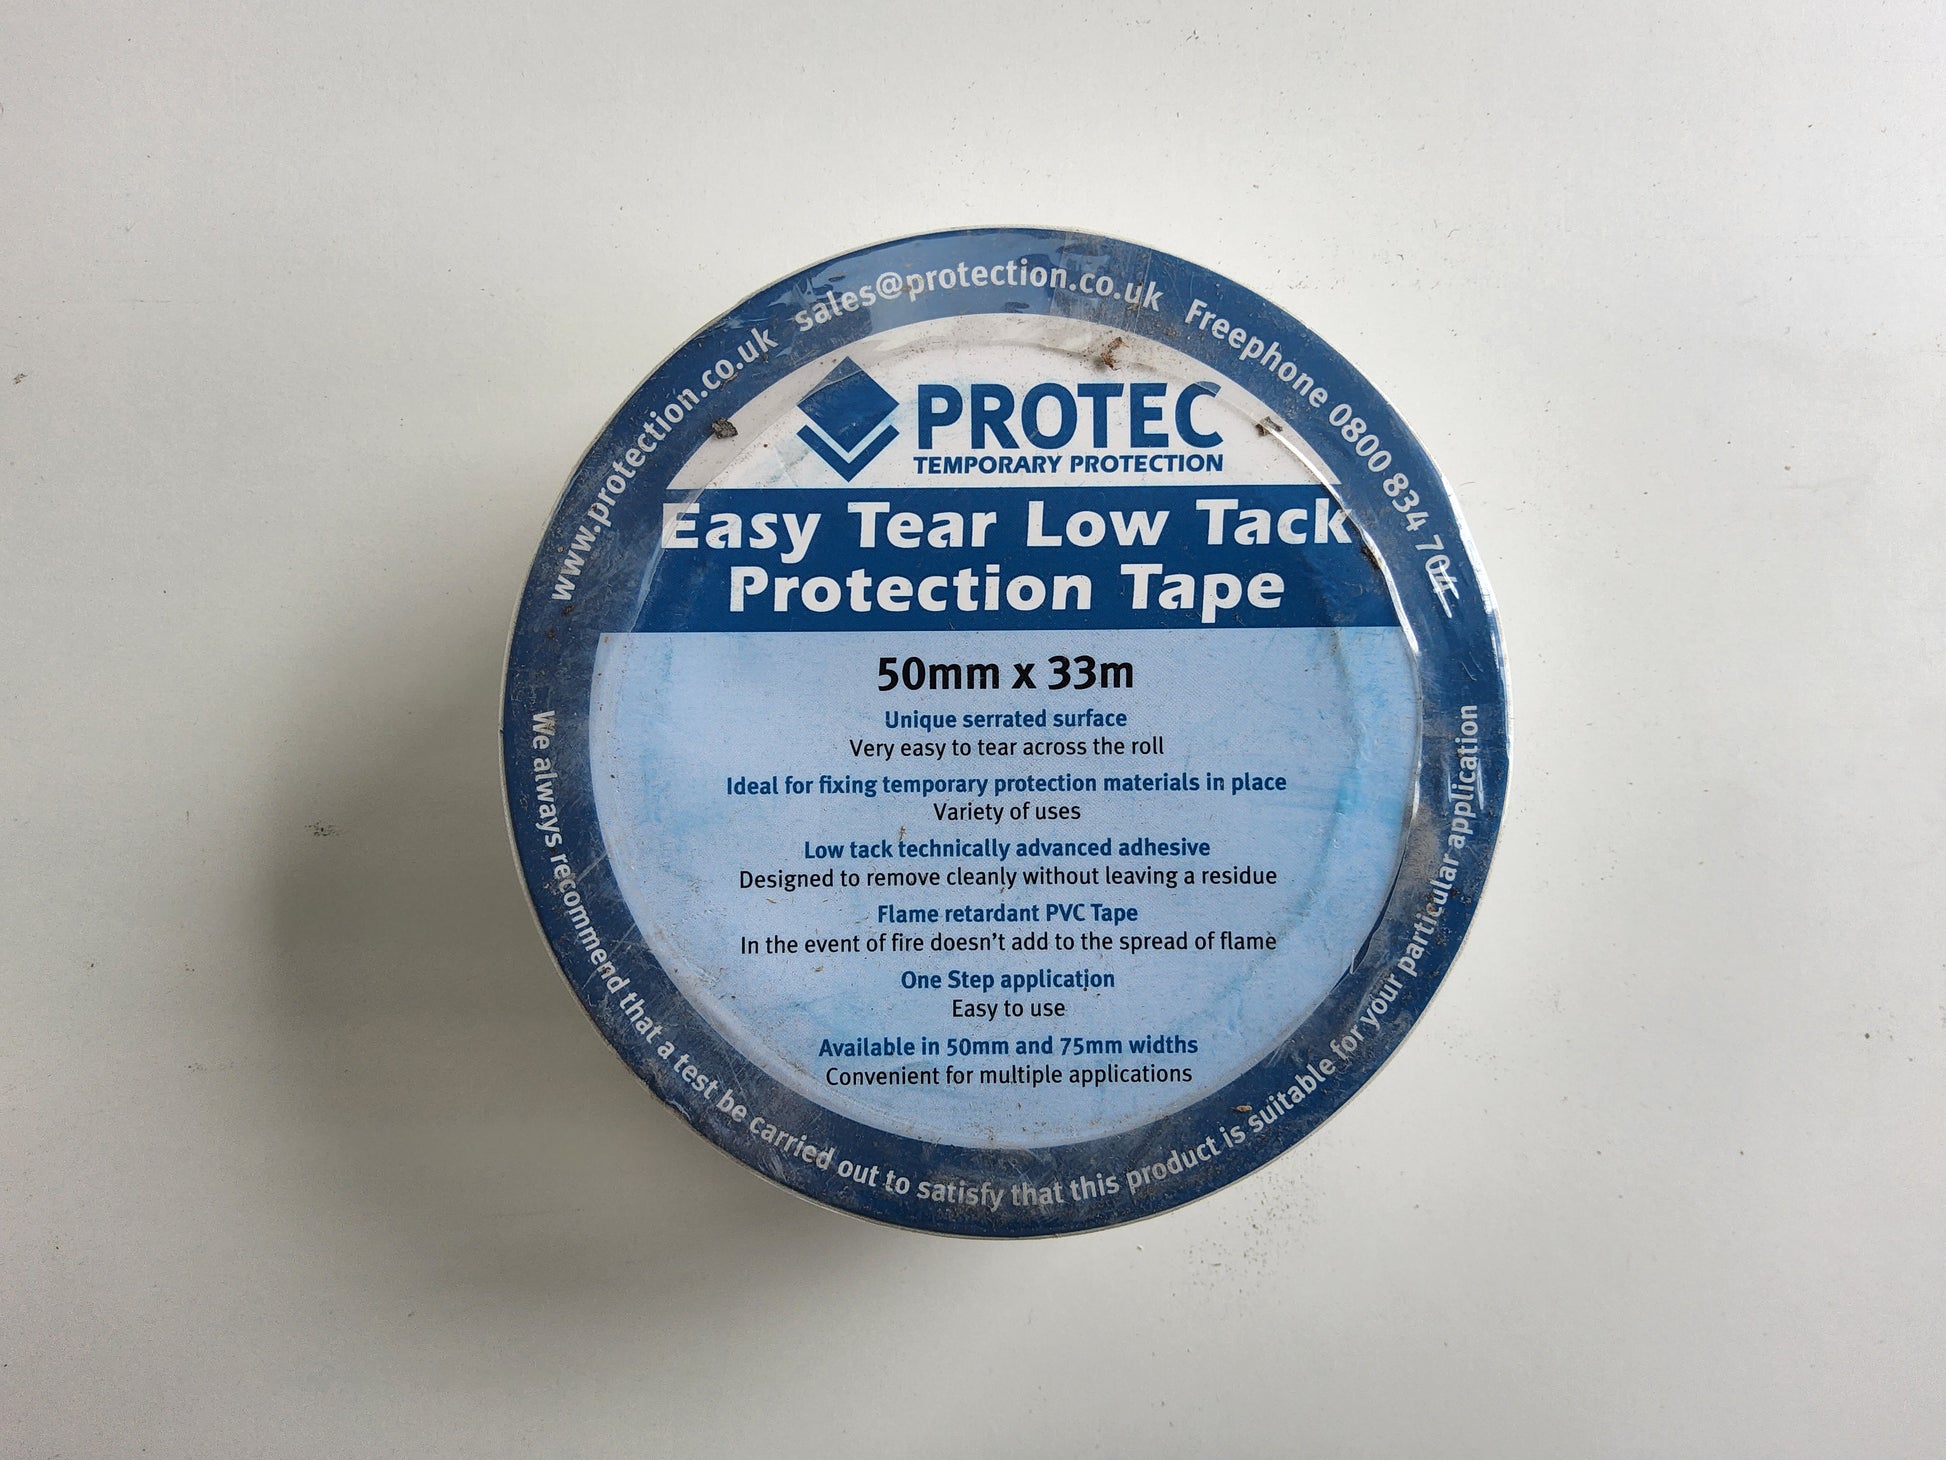 www.protection.co.uk sales@protection.co.uk Freephone 0800 834 704
PROTEC
TEMPORARY PROTECTION
Easy Tear Low Tack
Protection Tape
50mm x 33m
Unique serrated surface
Very easy to tear across the roll
Ideal for fixing temporary protection materials in place
Variety of uses
Low tack technically advanced adhesive
Designed to remove cleanly without leaving a residue
Flame retardant PVC Tape
In the event of fire doesn't add to the spread of flame
One Step application
Easy to use
Available in 50mm and 75mm widths
Convenient for multiple applications
We always recommend that a test be carried out to satisfy that this product is suitable for your particular application